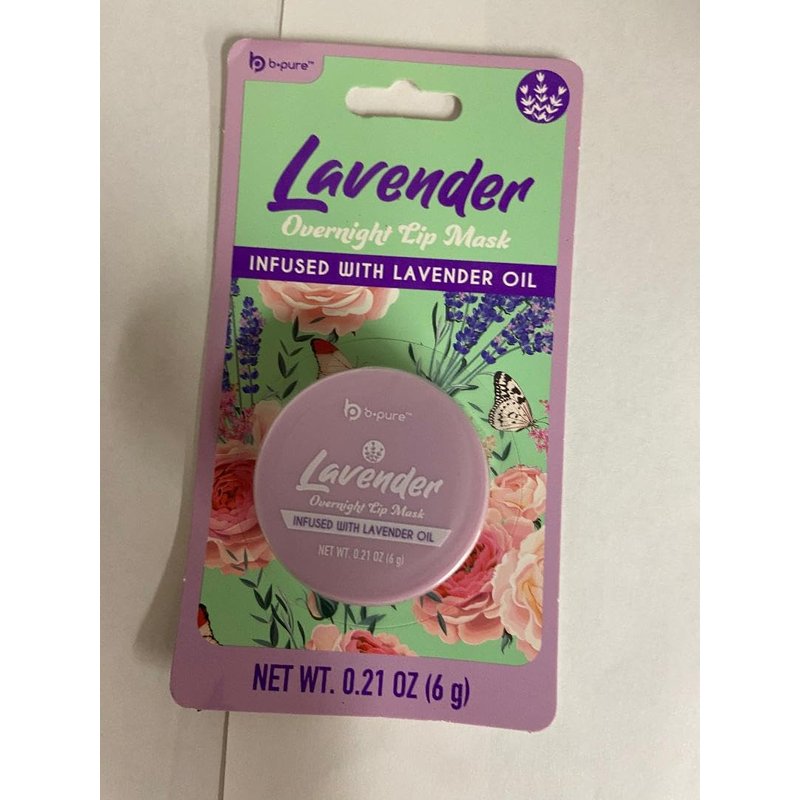 b•pure™
Lavender
Overnight Lip Mask
INFUSED WITH LAVENDER OIL
b•pure™
Lavender
Overnight Lip Mask
INFUSED WITH LAVENDER OIL
NET WT. 0.21 OZ (6 g)
NET WT. 0.21 OZ (6 g)